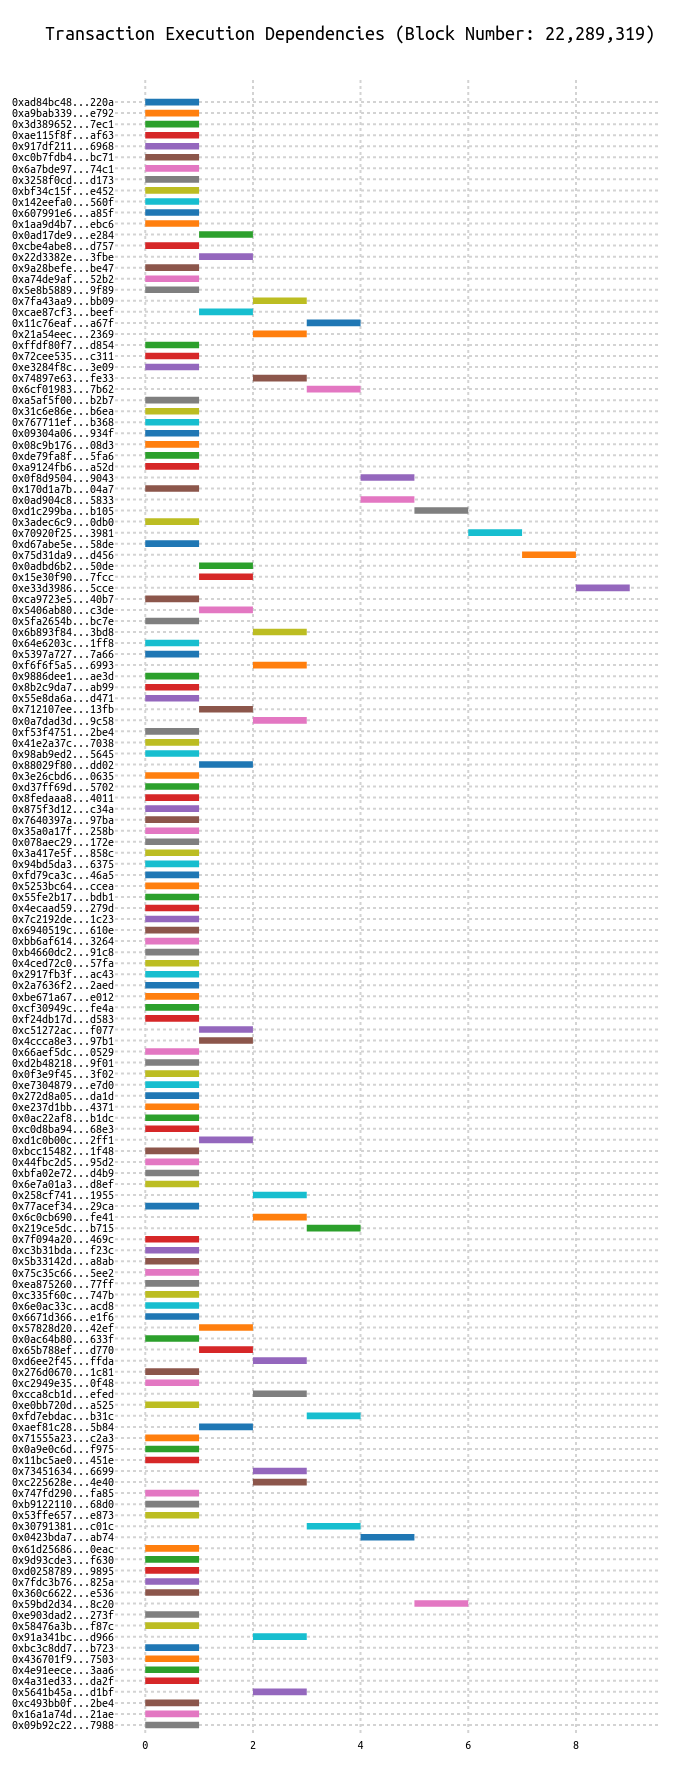 Transaction Execution Dependencies (Block Number: 22,289,319)
0xad84bc48...220a
0xa9bab339...e792
0x3d389652...7ec1
0xae115f8f...af63
0x917df211...6968
0xc0b7fdb4...bc71
0x6a7bde97...74c1
0x3258f0cd...d173
0xbf34c15f...e452
0x142eefa0...560f
0x607991e6...a85f
0x1aa9d4b7...ebc6
0x0ad17de9...e284
0xcbe4abe8...d757
0x22d3382e...3fbe
0x9a28befe...be47
0xa74de9af...52b2
0x5e8b5889...9f89
0x7fa43aa9...bb09
0xcae87cf3...beef
0x11c76eaf...a67f
0x21a54eec...2369
0xffdf80f7...d854
0x72cee535...c311
0xe3284f8c...3e09
0x74897e63...fe33
0x6cf01983...7b62
0xa5af5f00...b2b7
0x31c6e86e...b6ea
0x767711ef...b368
0x09304a06...934f
0x08c9b176...08d3
0xde79fa8f...5fa6
0xa9124fb6...a52d
0x0f8d9504...9043
0x170d1a7b...04a7
0x0ad904c8...5833
0xd1c299ba...b105
0x3adec6c9...0db0
0x70920f25...3981
0xd67abe5e...58de
0x75d31da9...d456
0x0adbd6b2...50de
0x15e30f90...7fcc
0xe33d3986...5cce
0xca9723e5...40b7
0x5406ab80...c3de
0x5fa2654b...bc7e
0x6b893f84...3bd8
0x64e6203c...1ff8
0x5397a727...7a66
0xf6f6f5a5...6993
0x9886dee1...ae3d
0x8b2c9da7...ab99
0x55e8da6a...d471
0x712107ee...13fb
0x0a7dad3d...9c58
0xf53f4751...2be4
0x41e2a37c...7038
0x98ab9ed2...5645
0x88029f80...dd02
0x3e26cbd6...0635
0xd37ff69d...5702
0x8fedaaa8...4011
0x875f3d12...c34a
0x7640397a...97ba
0x35a0a17f...258b
0x078aec29...172e
0x3a417e5f...858c
0x94bd5da3...6375
0xfd79ca3c...46a5
0x5253bc64...ccea
0x55fe2b17...bdb1
0x4ecaad59...279d
0x7c2192de...1c23
0x6940519c...610e
0xbb6af614...3264
0xb4660dc2...91c8
0x4ced72c0...57fa
0x2917fb3f...ac43
0x2a7636f2...2aed
0xbe671a67...e012
0xcf30949c...fe4a
0xf24db17d...d583
0xc51272ac...f077
0x4ccca8e3...97b1
0x66aef5dc...0529
0xd2b48218...9f01
0x0f3e9f45...3f02
0xe7304879...e7d0
0x272d8a05...da1d
0xe237d1bb...4371
0x0ac22af8...b1dc
0xc0d8ba94...68e3
0xd1c0b00c...2ff1
0xbcc15482...1f48
0x44fbc2d5...95d2
0xbfa02e72...d4b9
0x6e7a01a3...d8ef
0x258cf741...1955
0x77acef34...29ca
0x6c0cb690...fe41
0x219ce5dc...b715
0x7f094a20...469c
0xc3b31bda...f23c
0x5b33142d...a8ab
0x75c35c66...5ee2
0xea875260...77ff
0xc335f60c...747b
0x6e0ac33c...acd8
0x6671d366...e1f6
0x57828d20...42ef
0x0ac64b80...633f
0x65b788ef...d770
0xd6ee2f45...ffda
0x276d0670...1c81
0xc2949e35...0f48
0xcca8cb1d...efed
0xe0bb720d...a525
0xfd7ebdac...b31c
0xaef81c28...5b84
0x71555a23...c2a3
0x0a9e0c6d...f975
0x11bc5ae0...451e
0x73451634...6699
0xc225628e...4e40
0x747fd290...fa85
0xb9122110...68d0
0x53ffe657...e873
0x30791381...c01c
0x0423bda7...ab74
0x61d25686...0eac
0x9d93cde3...f630
0xd0258789...9895
0x7fdc3b76...825a
0x360c6622...e536
0x59bd2d34...8c20
0xe903dad2...273f
0x58476a3b...f87c
0x91a341bc...d966
0xbc3c8dd7...b723
0x436701f9...7503
0x4e91eece...3aa6
0x4a31ed33...da2f
0x5641b45a...d1bf
0xc493bb0f...2be4
0x16a1a74d...21ae
0x09b92c22...7988
0 2 4 6 8